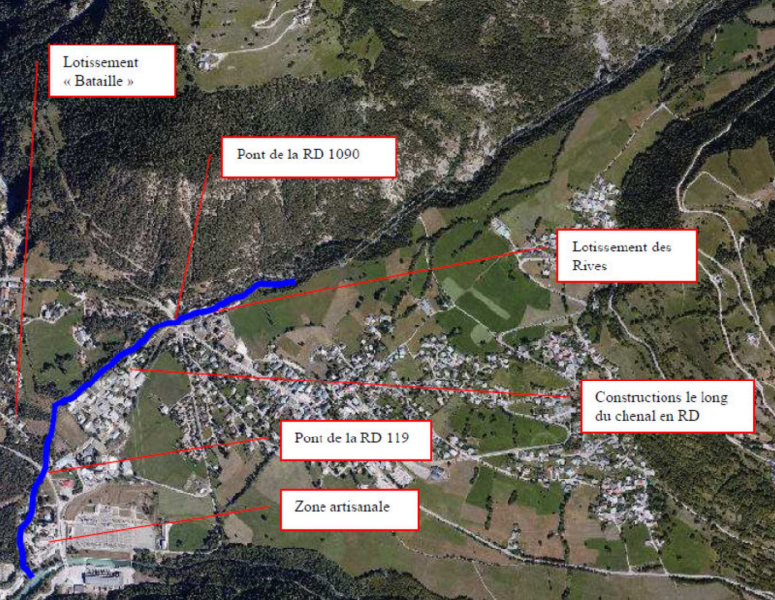 Lotissement
« Bataille »
Pont de la RD 1090
Lotissement des
Rives
Constructions le long
du chenal en RD
Pont de la RD 119
Zone artisanale